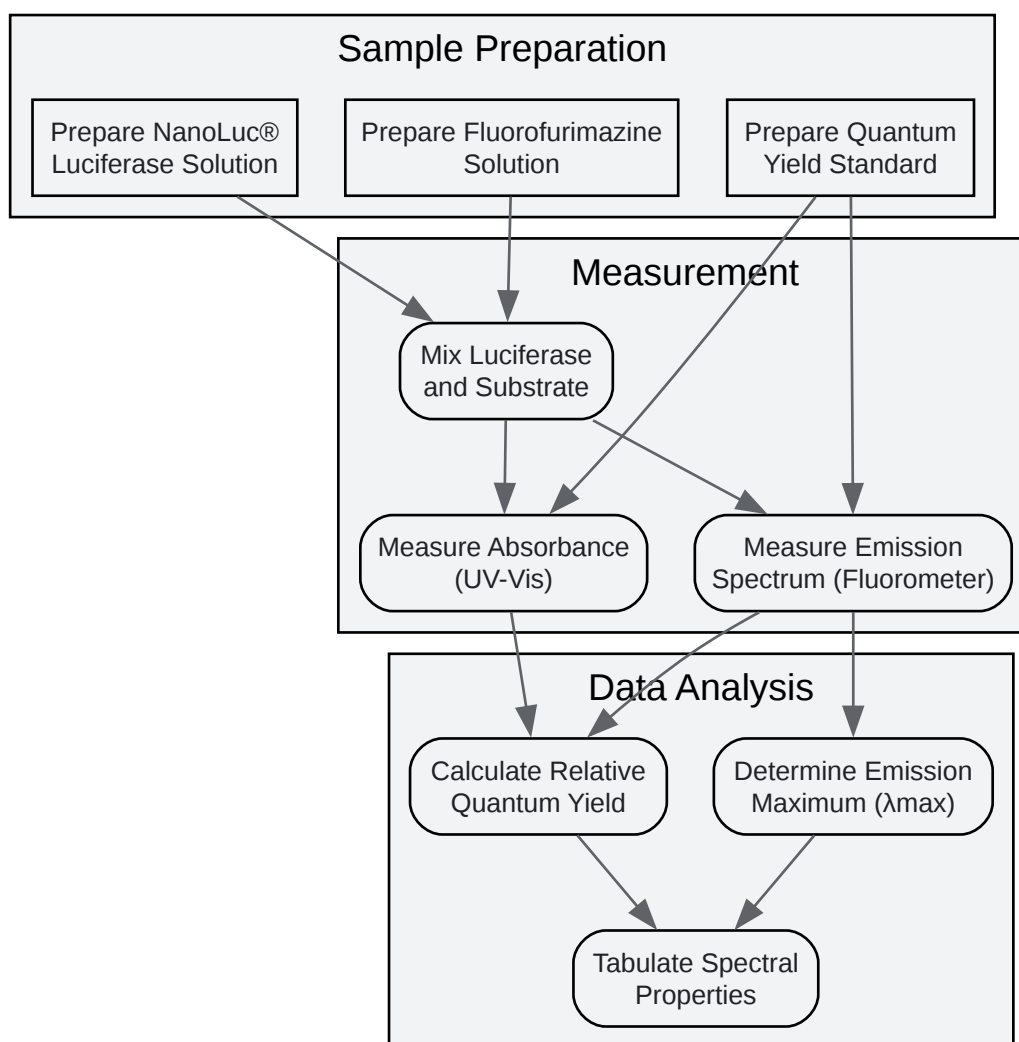 Sample Preparation
Prepare NanoLuc®
Luciferase Solution
Prepare Fluorofurimazine
Solution
Prepare Quantum
Yield Standard
Measurement
Mix Luciferase
and Substrate
Measure Absorbance
(UV-Vis)
Measure Emission
Spectrum (Fluorometer)
Data Analysis
Calculate Relative
Quantum Yield
Determine Emission
Maximum (λmax)
Tabulate Spectral
Properties